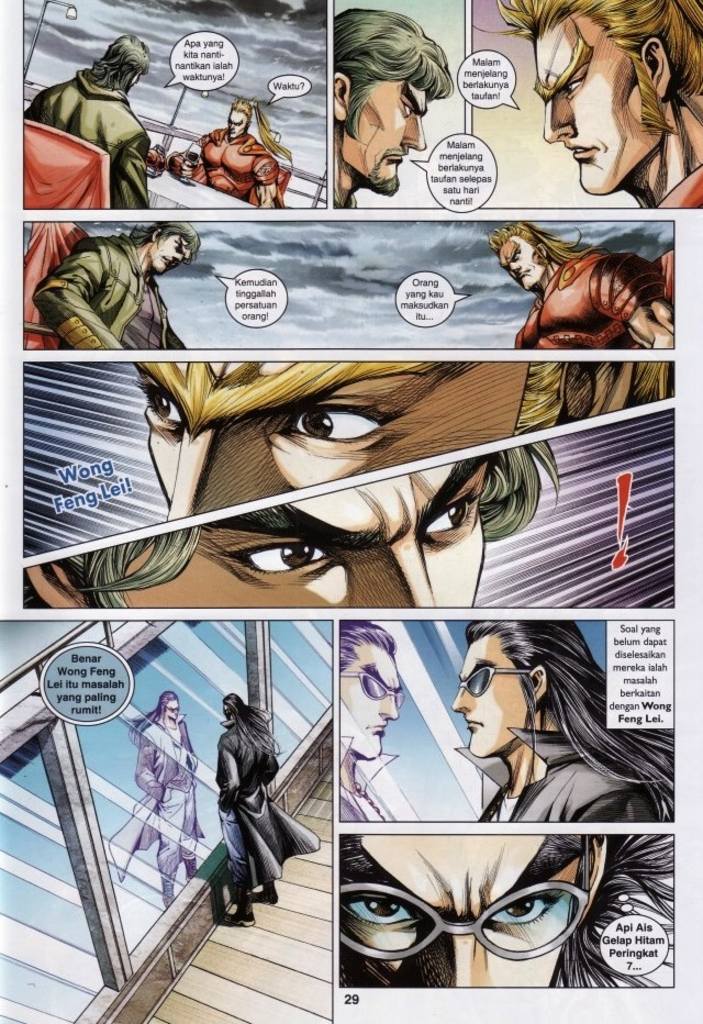 Apa yang
kita nanti-
nantikan ialah
waktunya!
Waktu?
Malam
menjelang
berlakunya
taufan!
Malam
menjelang
berlakunya
taufan selepas
satu hari
nanti!
Kemudian
tinggallah
persatuan
orang!
Orang
yang kau
maksudkan
itu...
Wong
Feng Lei!
!
Benar
Wong Feng
Lei itu masalah
yang paling
rumit!
Soal yang
belum dapat
diselesaikan
mereka ialah
masalah
berkaitan
dengan Wong
Feng Lei.
Api Ais
Gelap Hitam
Peringkat
7...
29